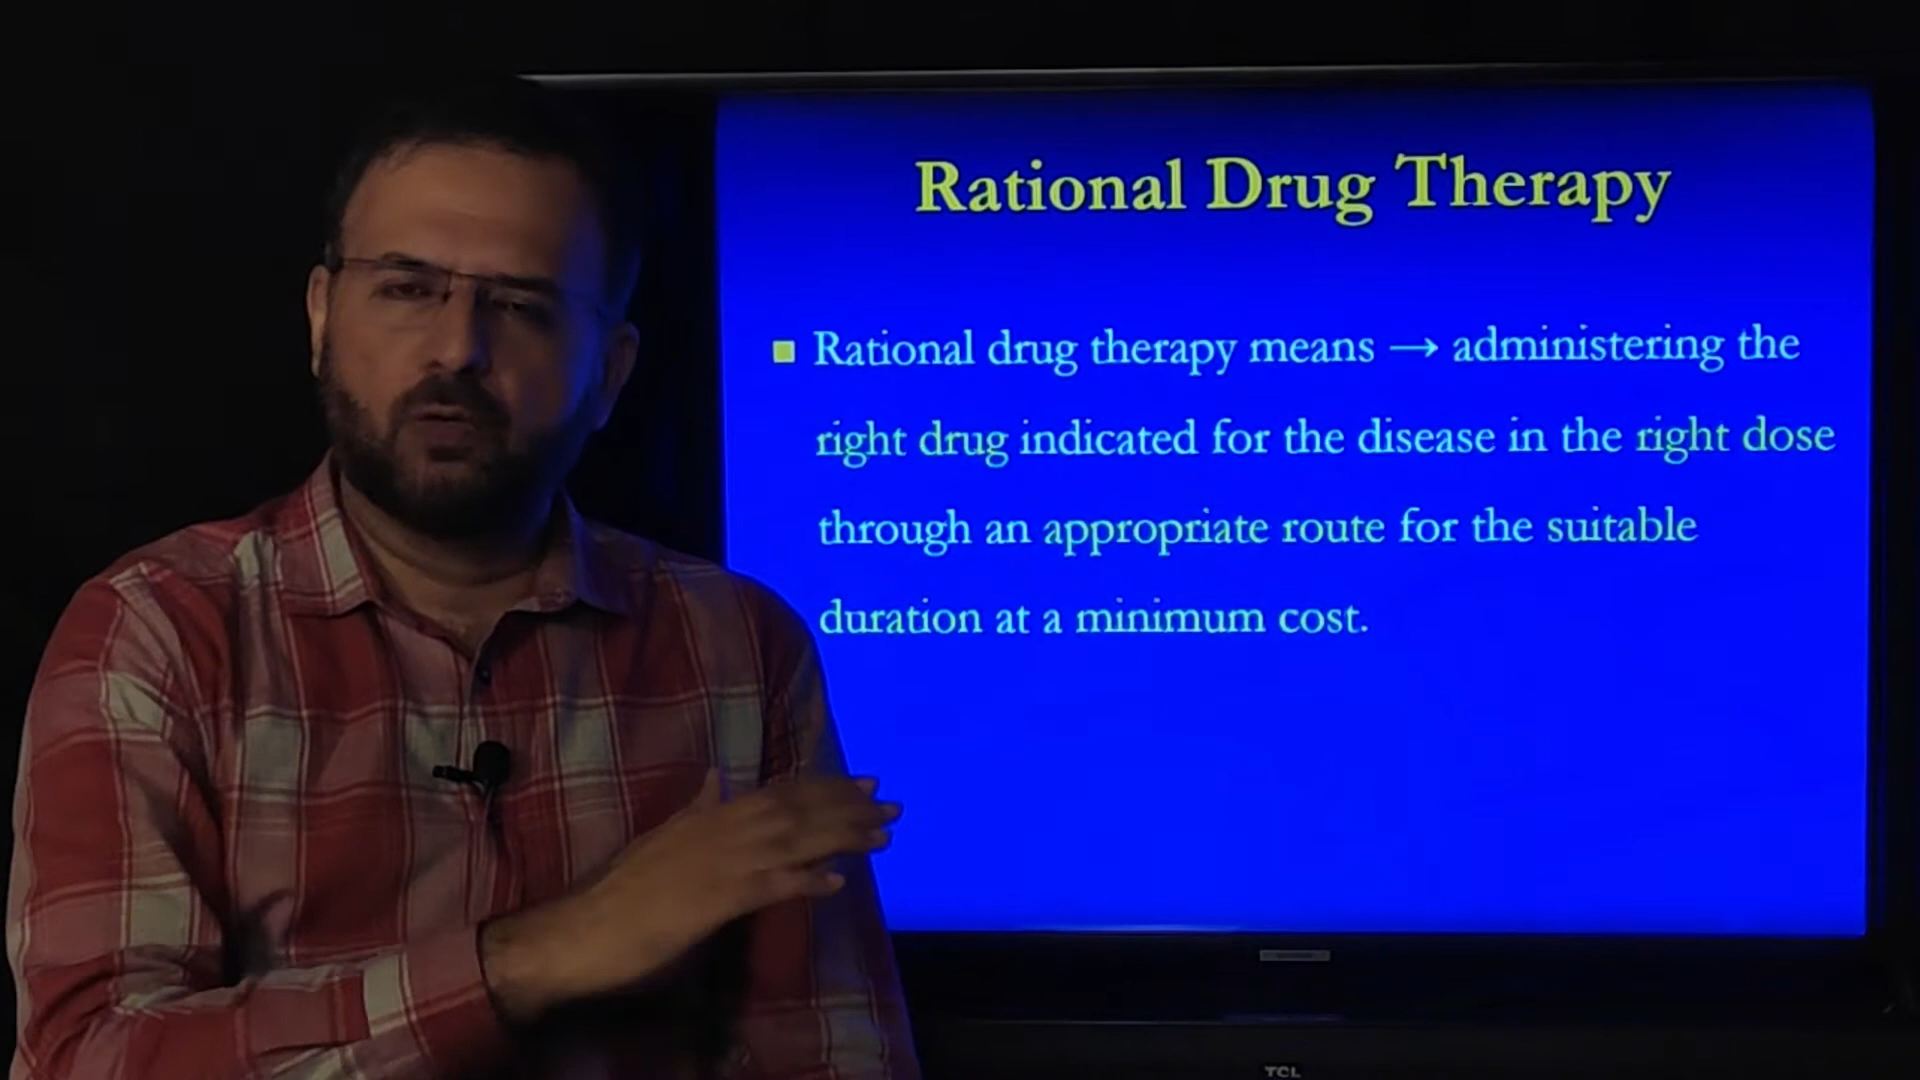 Rational Drug Therapy
Rational drug therapy means → administering the
right drug indicated for the disease in the right dose
through an appropriate route for the suitable
duration at a minimum cost.
TCL